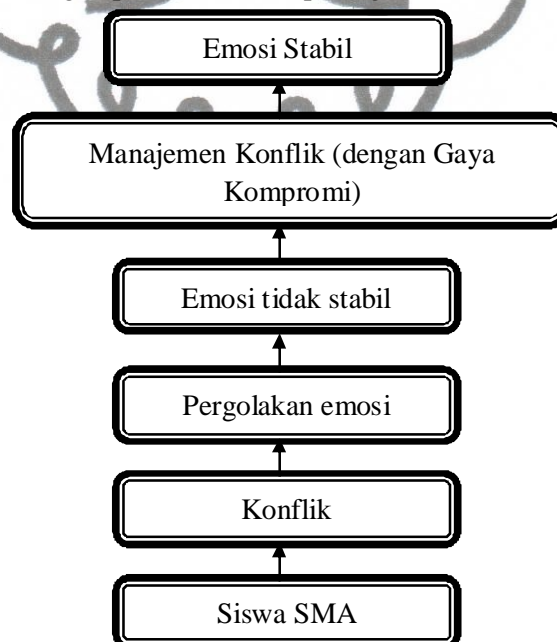 Emosi Stabil
Manajemen Konflik (dengan Gaya
Kompromi)
Emosi tidak stabil
Pergolakan emosi
Konflik
Siswa SMA